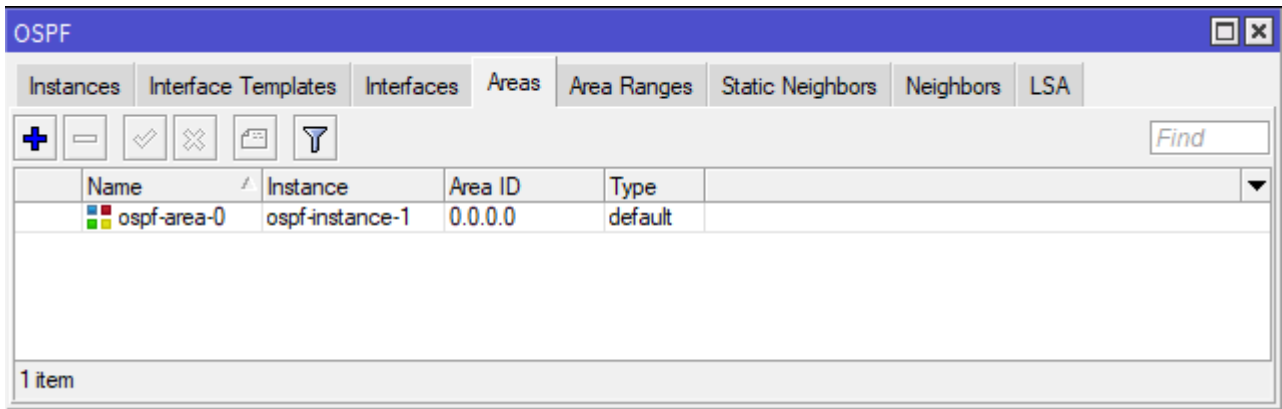 OSPF
Instances Interface Templates Interfaces Areas Area Ranges Static Neighbors Neighbors LSA
Find
Name Instance Area ID Type
ospf-area-0 ospf-instance-1 0.0.0.0 default
1 item